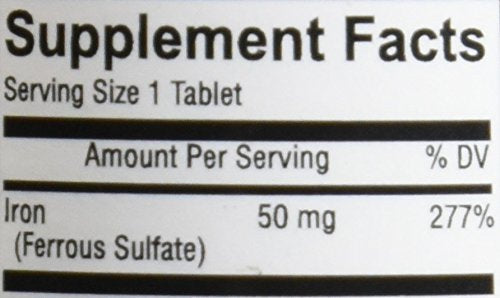 Supplement Facts
Serving Size 1 Tablet
Amount Per Serving % DV
Iron 50 mg 277%
(Ferrous Sulfate)